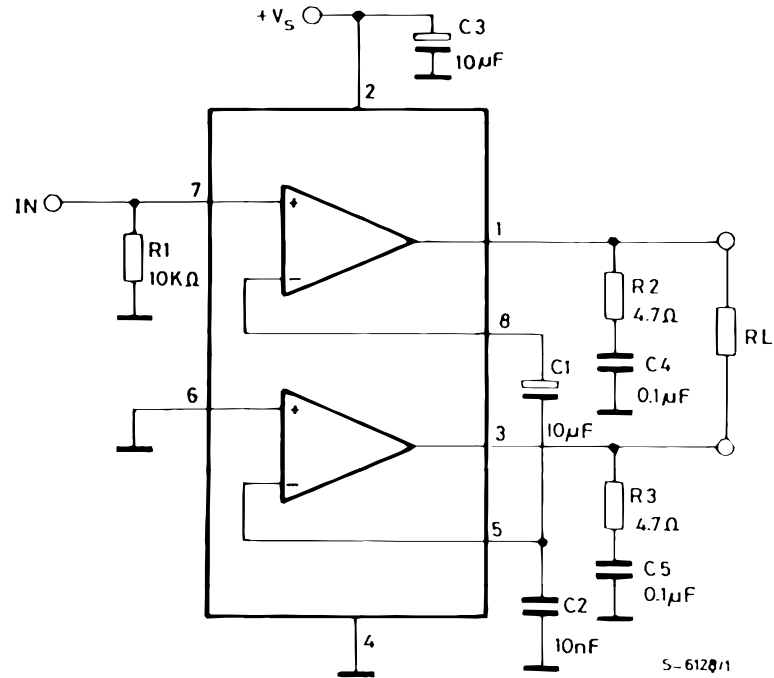 +Vs
C3
10µF
2
IN
7
+
1
R1
10KΩ
−
R2
4.7Ω
8
RL
C1
C4
0.1µF
6
+
10µF
3
−
R3
4.7Ω
5
C5
0.1µF
C2
4
10nF